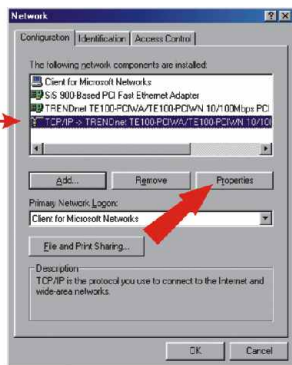 Network
Configuration Identification Access Control
The following network components are installed:
Client for Microsoft Networks
SiS 900-Based PCI Fast Ethernet Adapter
TRENDnet TE100-PCIWA/TE100-PCIWN 10/100Mbps PCI
TCP/IP -> TRENDnet TE100-PCIWA/TE100-PCIWN 10/10
Add... Remove Properties
Primary Network Logon:
Client for Microsoft Networks
File and Print Sharing...
Description
TCP/IP is the protocol you use to connect to the Internet and
wide-area networks.
OK Cancel